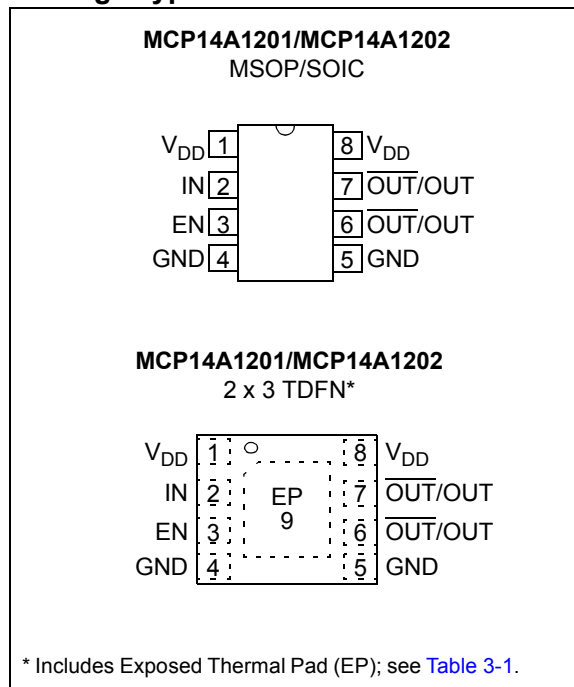 MCP14A1201/MCP14A1202
MSOP/SOIC
VDD 1 8 VDD
IN 2 7 OUT/OUT
EN 3 6 OUT/OUT
GND 4 5 GND
MCP14A1201/MCP14A1202
2 x 3 TDFN*
VDD 1 8 VDD
IN 2 EP 7 OUT/OUT
EN 3 9 6 OUT/OUT
GND 4 5 GND
* Includes Exposed Thermal Pad (EP); see Table 3-1.